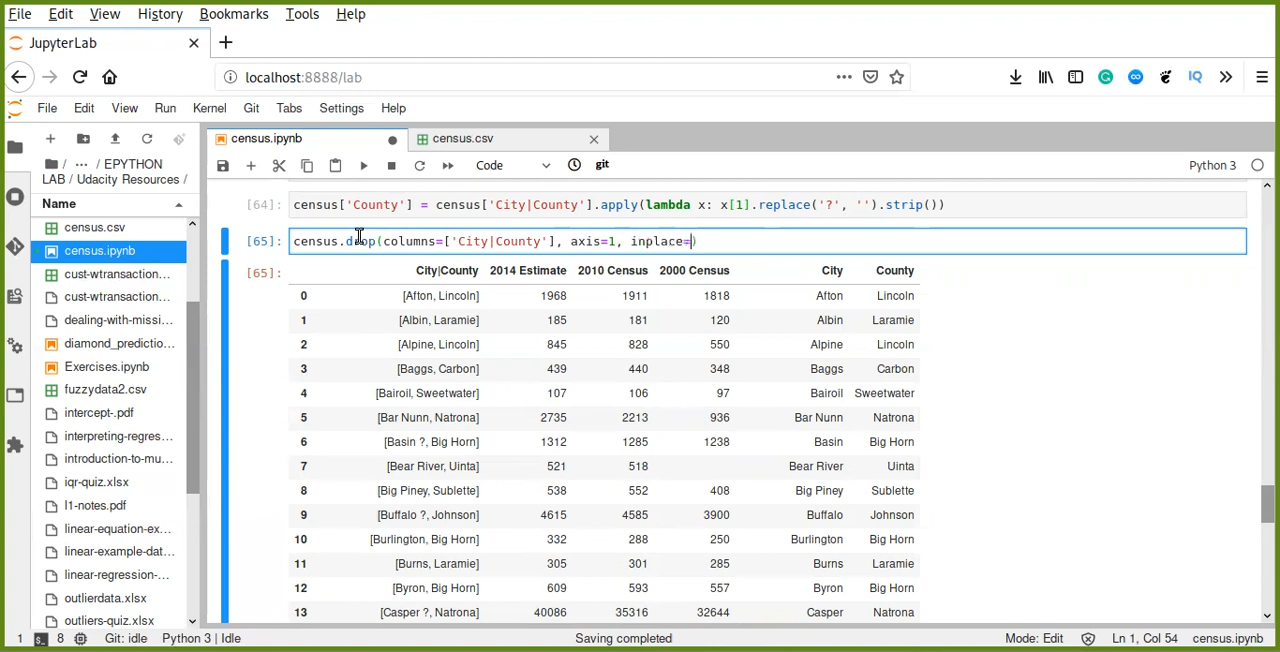 File Edit View History Bookmarks Tools Help
JupyterLab
localhost:8888/lab
IQ
File Edit View Run Kernel Git Tabs Settings Help
census.ipynb census.csv
Code git Python 3
/ ··· / EPYTHON
LAB / Udacity Resources /
Name
census.csv
census.ipynb
cust-wtransaction...
cust-wtransaction...
dealing-with-missi...
diamond_predictio...
Exercises.ipynb
fuzzydata2.csv
intercept-.pdf
interpreting-regres...
introduction-to-mu...
iqr-quiz.xlsx
l1-notes.pdf
linear-equation-ex...
linear-example-dat...
linear-regression-...
outlierdata.xlsx
outliers-quiz.xlsx
[64]: census['County'] = census['City|County'].apply(lambda x: x[1].replace('?', '').strip())
[65]: census.drop(columns=['City|County'], axis=1, inplace=)
[65]: City|County 2014 Estimate 2010 Census 2000 Census City County
0 [Afton, Lincoln] 1968 1911 1818 Afton Lincoln
1 [Albin, Laramie] 185 181 120 Albin Laramie
2 [Alpine, Lincoln] 845 828 550 Alpine Lincoln
3 [Baggs, Carbon] 439 440 348 Baggs Carbon
4 [Bairoil, Sweetwater] 107 106 97 Bairoil Sweetwater
5 [Bar Nunn, Natrona] 2735 2213 936 Bar Nunn Natrona
6 [Basin ?, Big Horn] 1312 1285 1238 Basin Big Horn
7 [Bear River, Uinta] 521 518 Bear River Uinta
8 [Big Piney, Sublette] 538 552 408 Big Piney Sublette
9 [Buffalo ?, Johnson] 4615 4585 3900 Buffalo Johnson
10 [Burlington, Big Horn] 332 288 250 Burlington Big Horn
11 [Burns, Laramie] 305 301 285 Burns Laramie
12 [Byron, Big Horn] 609 593 557 Byron Big Horn
13 [Casper ?, Natrona] 40086 35316 32644 Casper Natrona
1 8 Git: idle Python 3 | Idle Saving completed Mode: Edit Ln 1, Col 54 census.ipynb